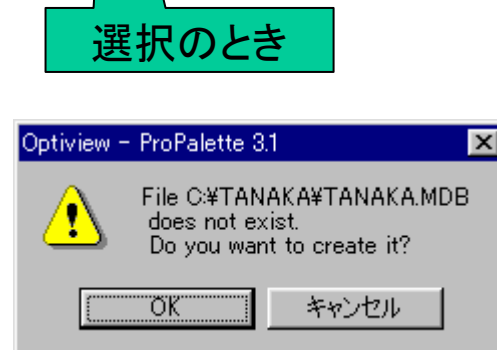 選択のとき
Optiview - ProPalette 3.1
File C:¥TANAKA¥TANAKA.MDB
does not exist.
Do you want to create it?
OK
キャンセル